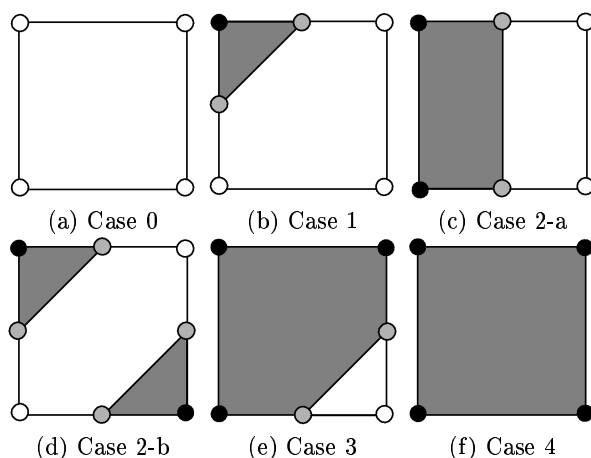 (a) Case 0
(b) Case 1
(c) Case 2-a
(d) Case 2-b
(e) Case 3
(f) Case 4